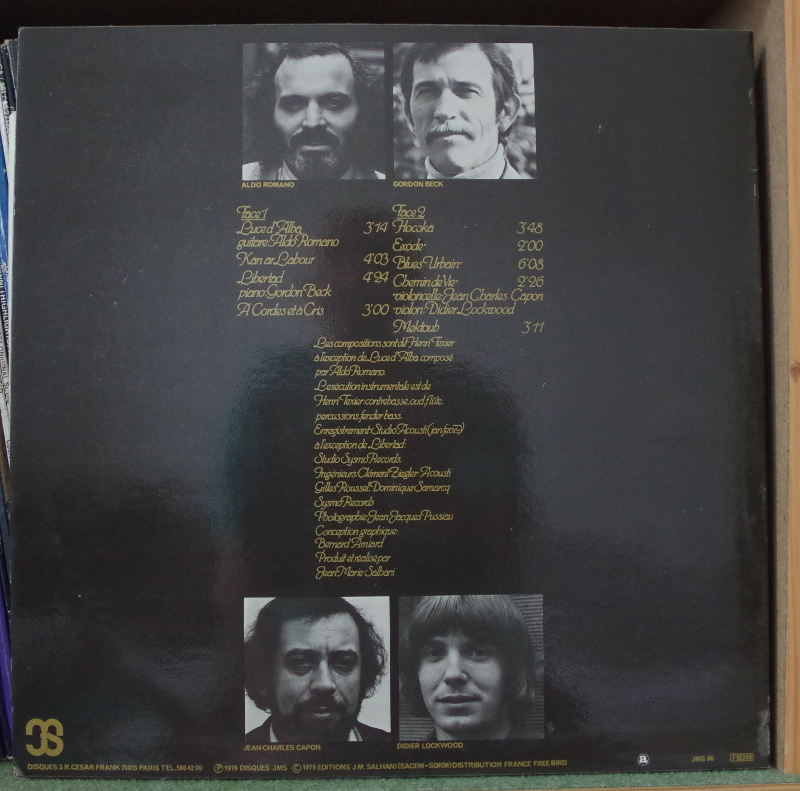 ALDO ROMANO
GORDON BECK
Face 1
Luce d'Alba 3'14
guitare: Aldo Romano
Kan ar Labour 4'03
Libertad 4'24
piano: Gordon Beck
A Cordes et à Cris 3'00
Face 2
Hocoka 3'48
Exode 2'00
Blues Urbain 6'08
Chemin de Vie 2'26
violoncelle: Jean Charles Capon
violon: Didier Lockwood
Mektoub 3'11
Les compositions sont de Henri Texier
à l'exception de Luce d'Alba composé
par Aldo Romano.
L'exécution instrumentale est de
Henri Texier: contrebasse, oud, flûte,
percussions, fender bass.
Enregistrement: Studio Acousti
à l'exception de Libertad:
Studio Sysmo Records.
Ingénieurs: Clément Ziegler-Acousti
Gilles Roussel Dominique Samarcq
Sysmo Records
Photographie: Jean Jacques Pussiau
Conception graphique:
Bernard Amiard
Produit et réalisé par
Jean Marie Salhani
JEAN CHARLES CAPON
DIDIER LOCKWOOD
JMS
DISQUES 3 R. CESAR FRANK 75015 PARIS TEL. 566 42 00 Ⓟ 1979 DISQUES JMS © 1979 EDITIONS J.M. SALHANI (SACEM-SDRM) DISTRIBUTION FRANCE FREE BIRD
a